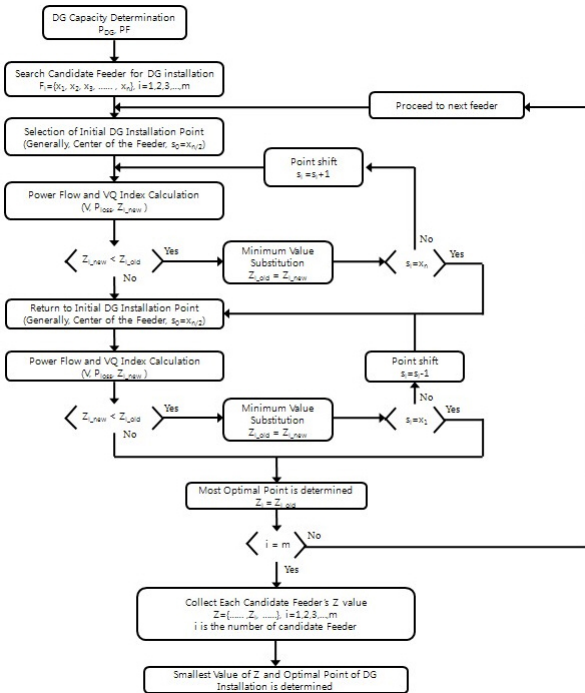 DG Capacity Determination
P_DG, PF
Search Candidate Feeder for DG installation
F_i={x_1, x_2, x_3, ......, x_n}, i=1,2,3,...,m
Proceed to next feeder
Selection of Initial DG Installation Point
(Generally, Center of the Feeder, s_0=x_n/2)
Point shift
s_i=s_i+1
Power Flow and VQ Index Calculation
(V, P_loss, Z_i_new)
No
Z_i_new < Z_i_old
Yes
Minimum Value
Substitution
Z_i_old = Z_i_new
s_i=x_n
Yes
No
Return to Initial DG Installation Point
(Generally, Center of the Feeder, s_0=x_n/2)
Power Flow and VQ Index Calculation
(V, P_loss, Z_i_new)
Point shift
s_i=s_i-1
No
Z_i_new < Z_i_old
Yes
Minimum Value
Substitution
Z_i_old = Z_i_new
s_i=x_1
Yes
No
Most Optimal Point is determined
Z_i = Z_i_old
i = m
No
Yes
Collect Each Candidate Feeder's Z value
Z={......,Z_i, ......}, i=1,2,3,...,m
i is the number of candidate Feeder
Smallest Value of Z and Optimal Point of DG
Installation is determined